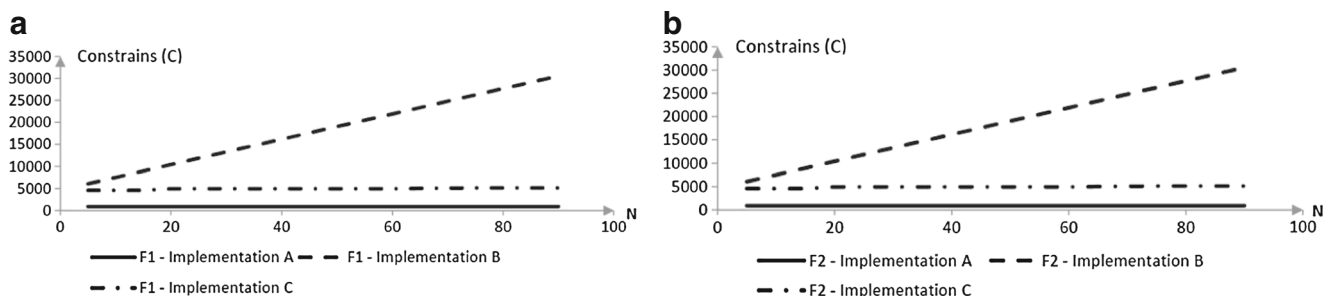 a
Constrains (C)
35000
30000
25000
20000
15000
10000
5000
0
0 20 40 60 80 100
N
F1 - Implementation A
F1 - Implementation B
F1 - Implementation C
b
Constrains (C)
35000
30000
25000
20000
15000
10000
5000
0
0 20 40 60 80 100
N
F2 - Implementation A
F2 - Implementation B
F2 - Implementation C